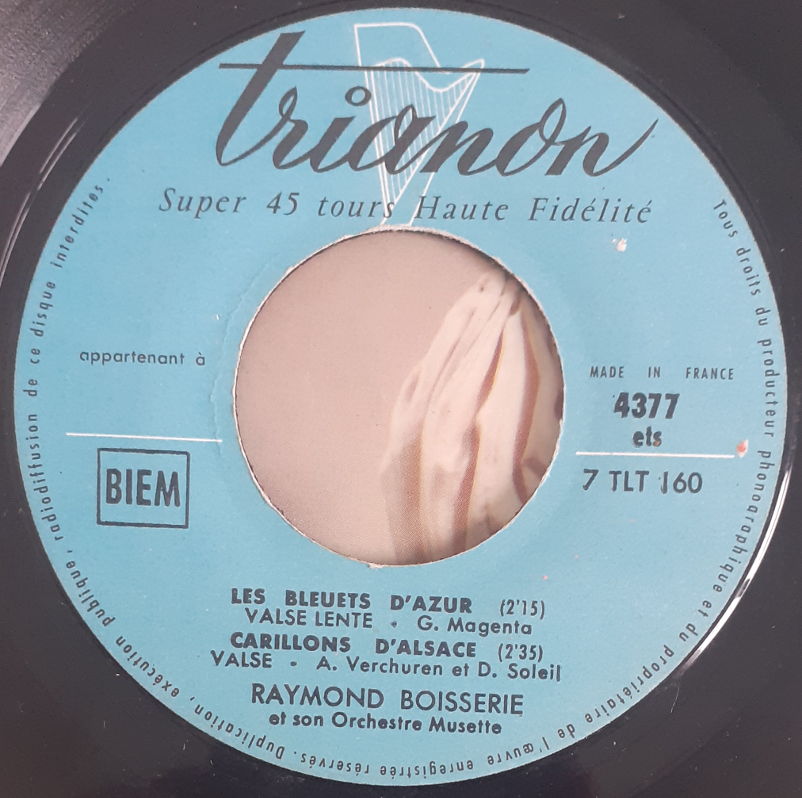 trianon
Super 45 tours Haute Fidélité
appartenant à
BIEM
MADE IN FRANCE
4377
ets
7 TLT 160
LES BLEUETS D'AZUR (2'15)
VALSE LENTE - G. Magenta
CARILLONS D'ALSACE (2'35)
VALSE - A. Verchuren et D. Soleil
RAYMOND BOISSERIE
et son Orchestre Musette
Tous droits du producteur phonographique et du propriétaire de l'œuvre enregistrée réservés. Duplication, exécution publique, radiodiffusion de ce disque interdites.